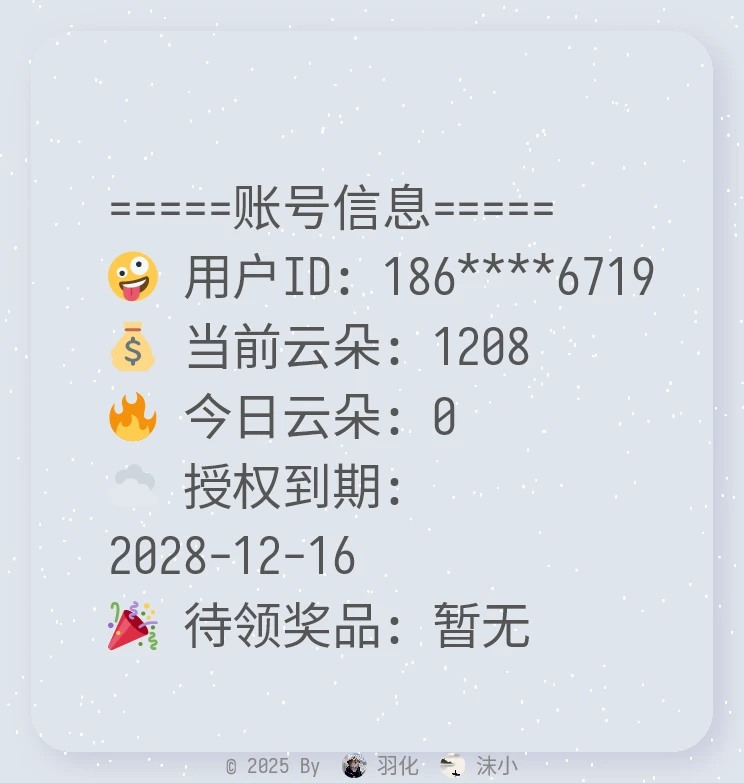 =====账号信息=====
🤪 用户ID: 186****6719
💰 当前云朵: 1208
🔥 今日云朵: 0
☁️ 授权到期:
2028-12-16
🎉 待领奖品: 暂无
© 2025 By 羽化 沫小